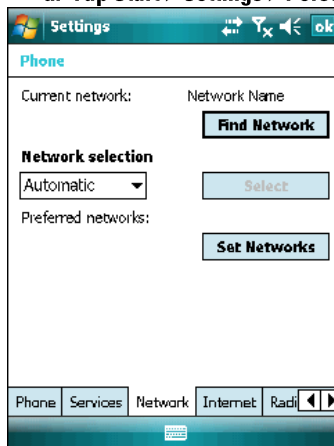 Settings
ok
Phone
Current network: Network Name
Find Network
Network selection
Automatic
Select
Preferred networks:
Set Networks
Phone Services Network Internet Radi